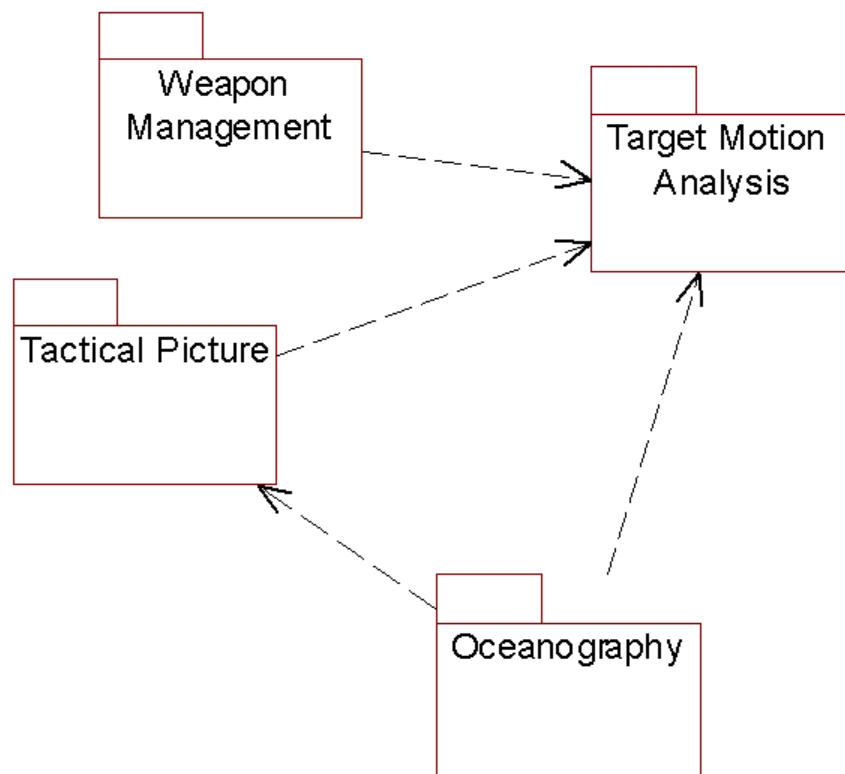 Weapon
Management
Target Motion
Analysis
Tactical Picture
Oceanography